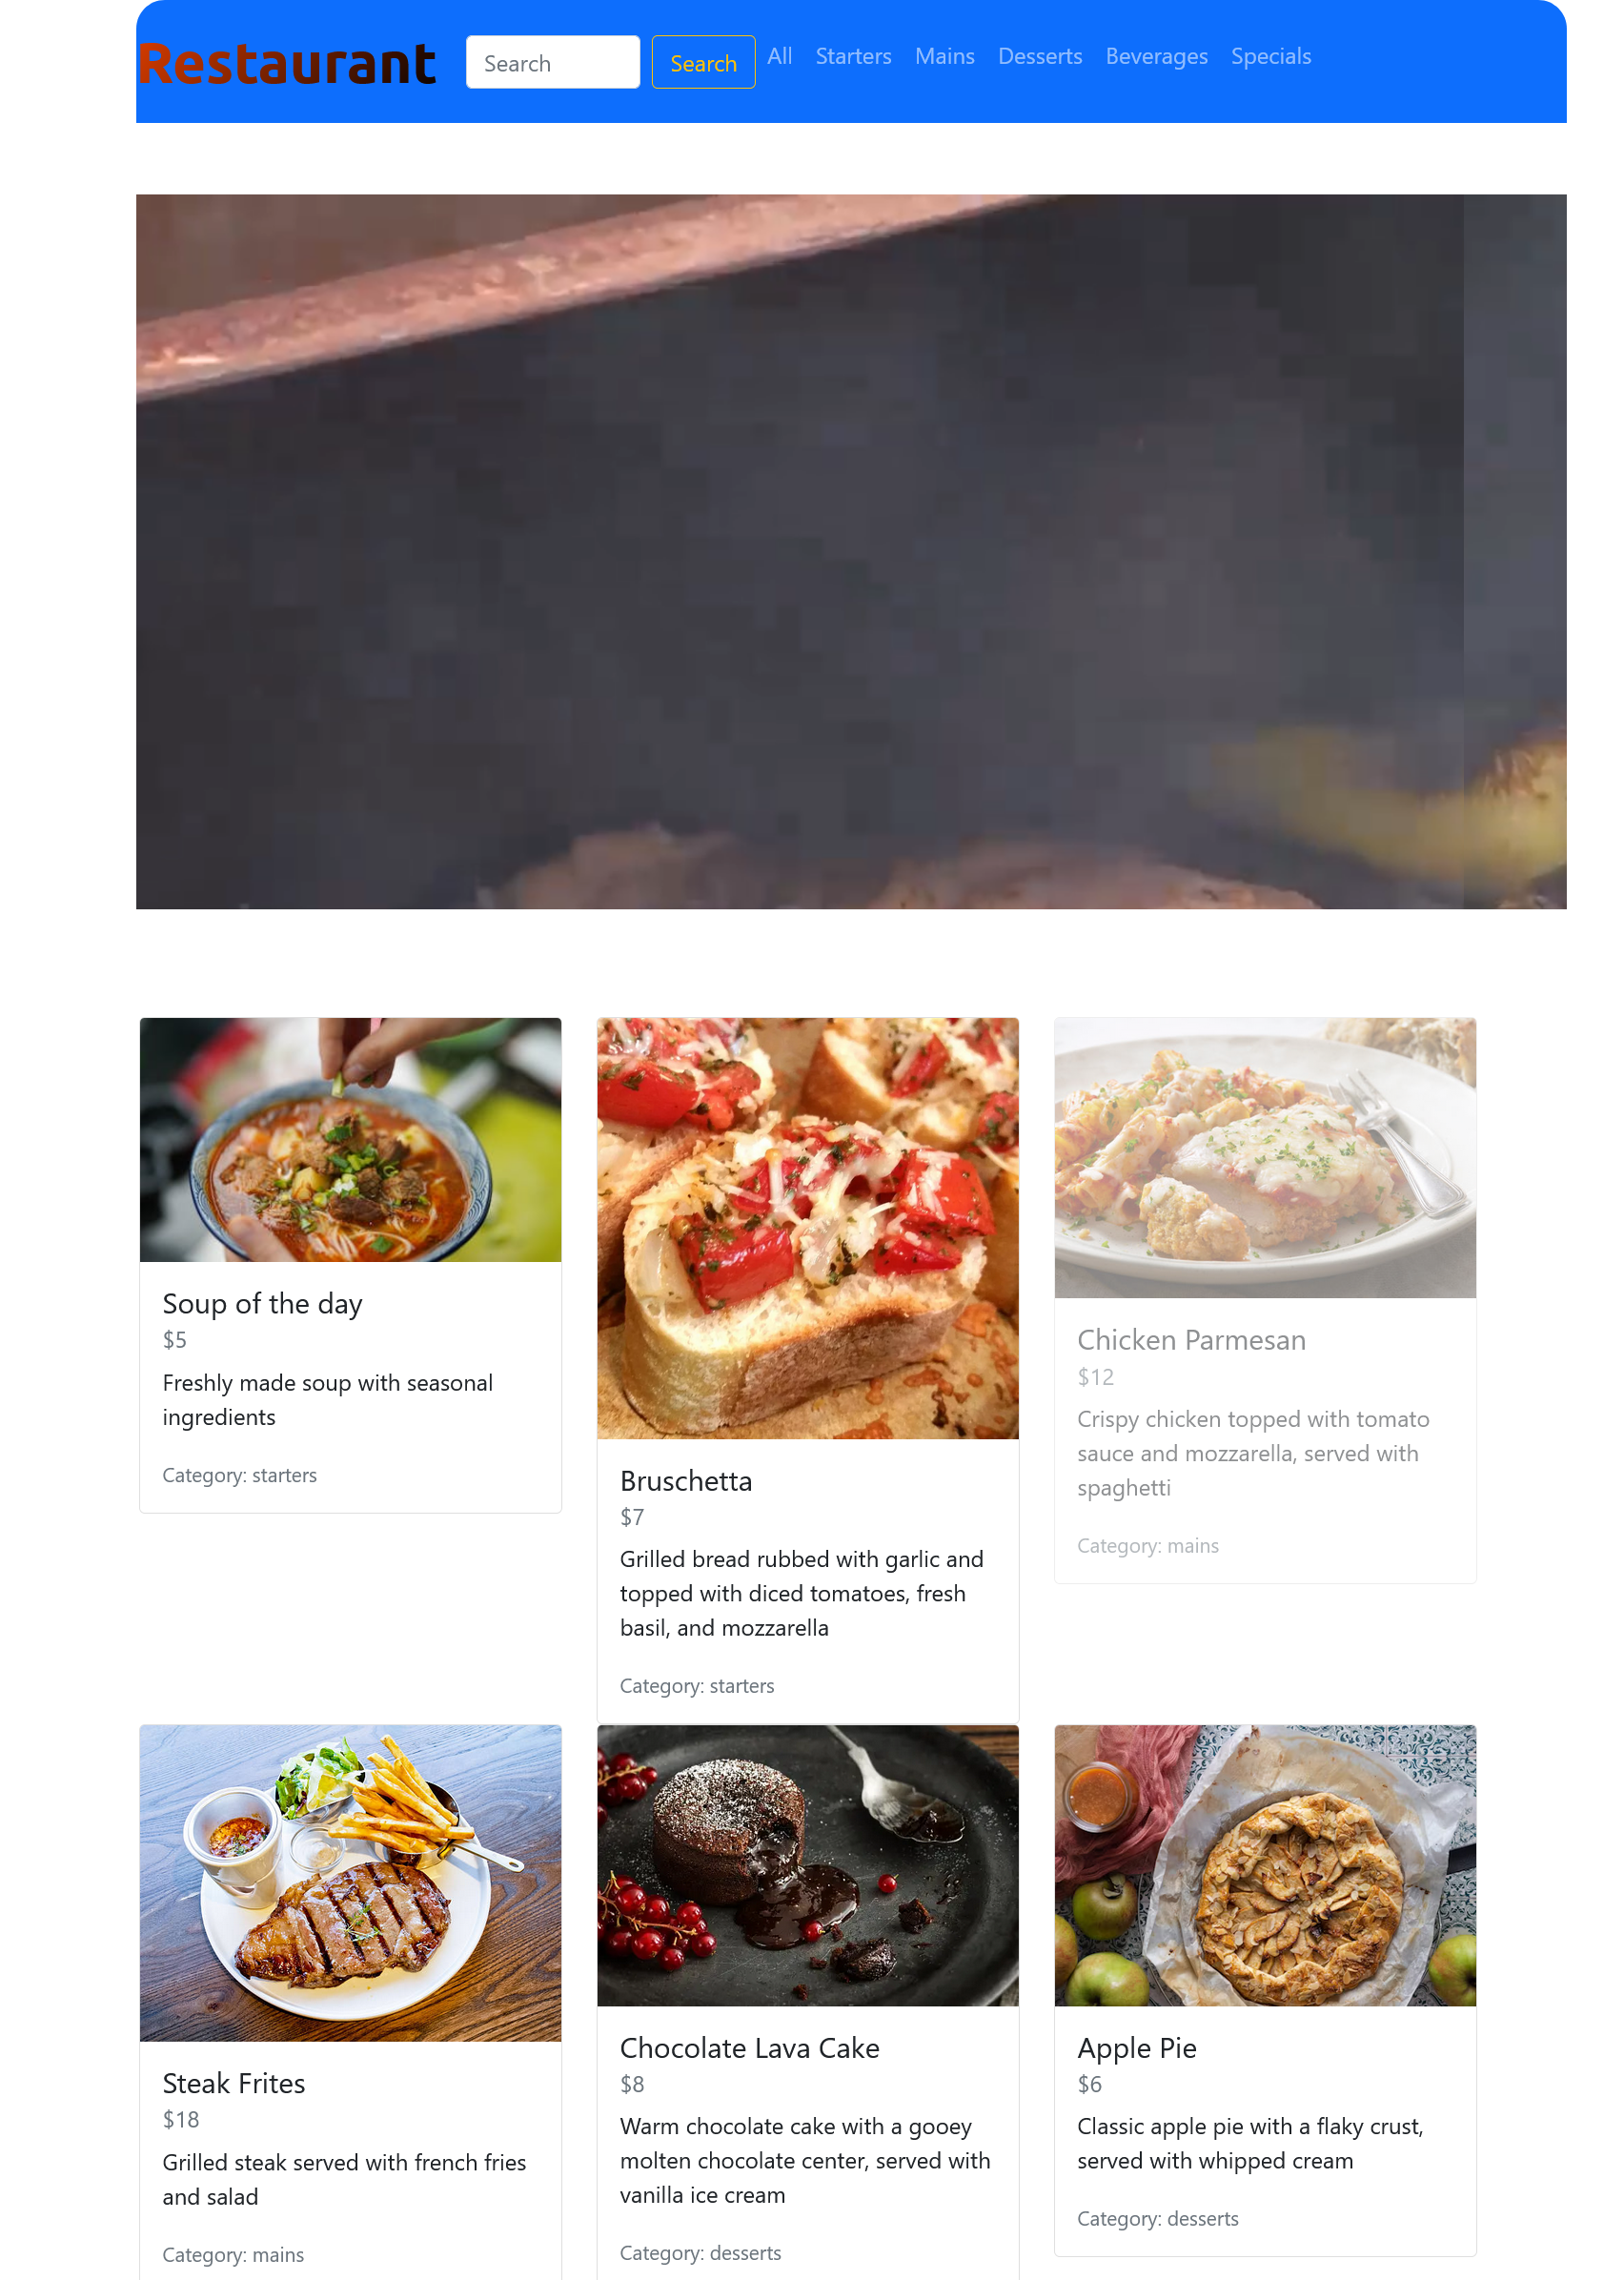 Restaurant
Search
Search
All
Starters
Mains
Desserts
Beverages
Specials
Soup of the day
$5
Freshly made soup with seasonal
ingredients
Category: starters
Bruschetta
$7
Grilled bread rubbed with garlic and
topped with diced tomatoes, fresh
basil, and mozzarella
Category: starters
Chicken Parmesan
$12
Crispy chicken topped with tomato
sauce and mozzarella, served with
spaghetti
Category: mains
Steak Frites
$18
Grilled steak served with french fries
and salad
Category: mains
Chocolate Lava Cake
$8
Warm chocolate cake with a gooey
molten chocolate center, served with
vanilla ice cream
Category: desserts
Apple Pie
$6
Classic apple pie with a flaky crust,
served with whipped cream
Category: desserts